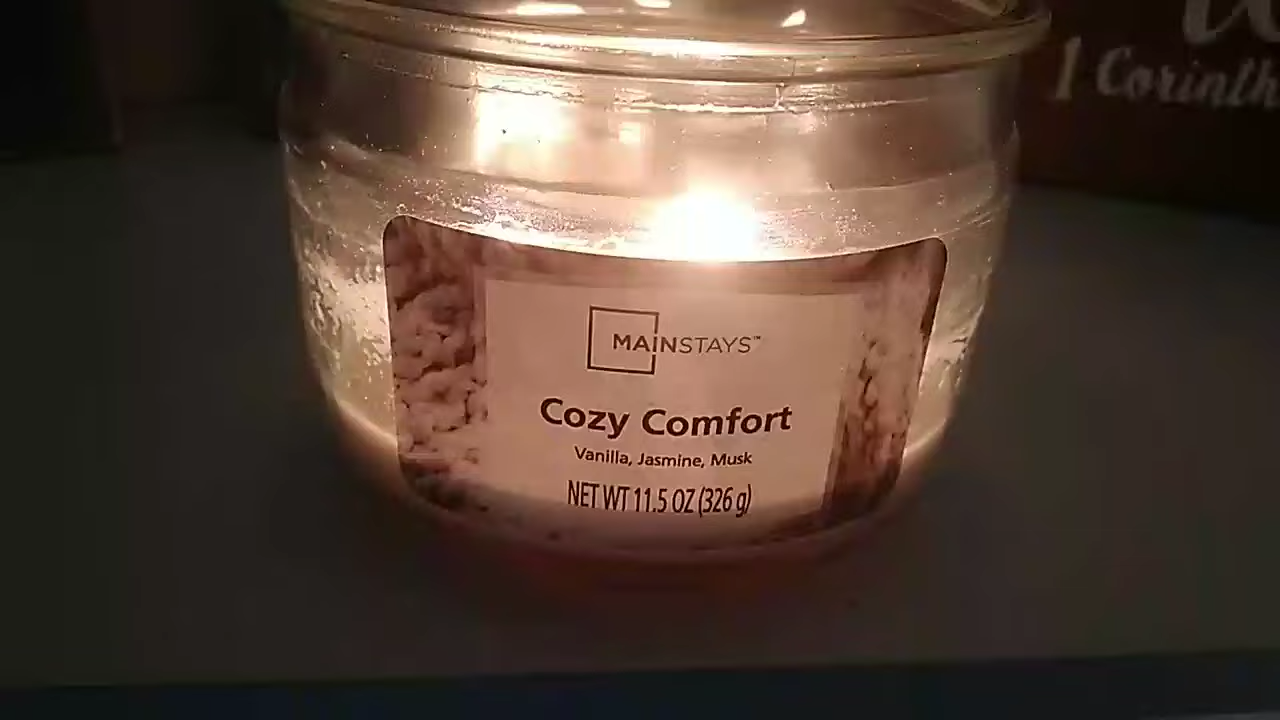 1 Corinth
MAINSTAYS™
Cozy Comfort
Vanilla, Jasmine, Musk
NET WT 11.5 OZ (326 g)